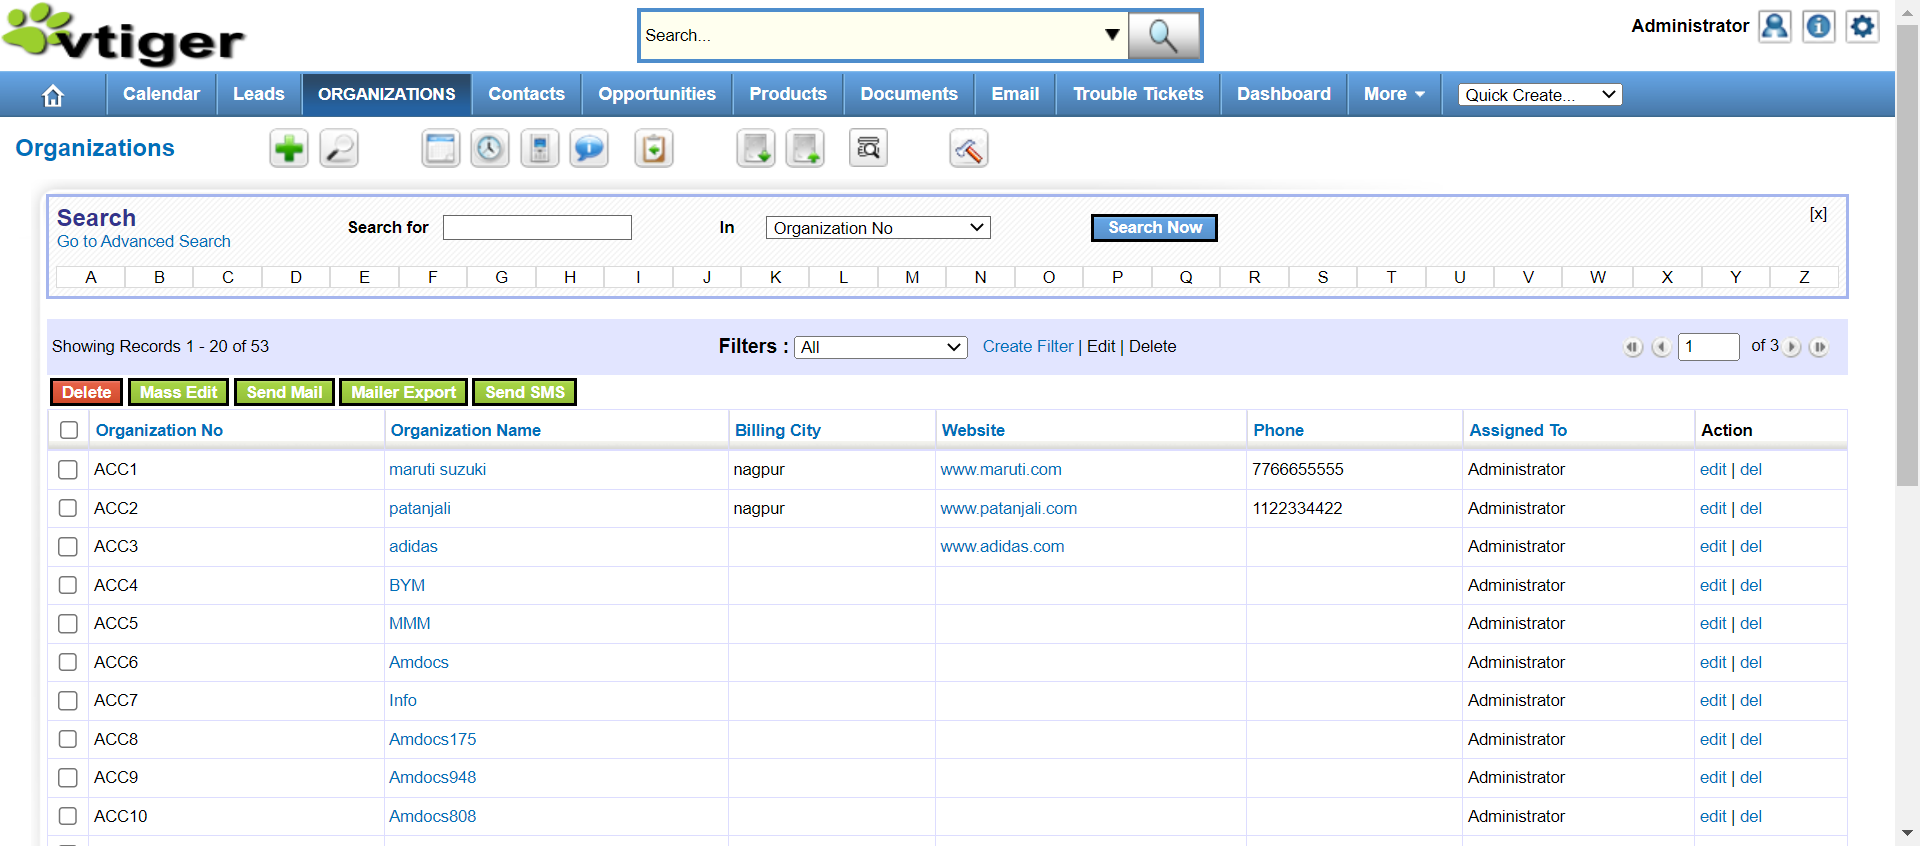 vtiger
Search...
Administrator
Calendar Leads ORGANIZATIONS Contacts Opportunities Products Documents Email Trouble Tickets Dashboard More Quick Create...
Organizations
Search
Go to Advanced Search
Search for In Organization No Search Now [x]
A B C D E F G H I J K L M N O P Q R S T U V W X Y Z
Showing Records 1 - 20 of 53 Filters : All Create Filter | Edit | Delete 1 of 3
Delete Mass Edit Send Mail Mailer Export Send SMS
Organization No Organization Name Billing City Website Phone Assigned To Action
ACC1 maruti suzuki nagpur www.maruti.com 7766655555 Administrator edit | del
ACC2 patanjali nagpur www.patanjali.com 1122334422 Administrator edit | del
ACC3 adidas www.adidas.com Administrator edit | del
ACC4 BYM Administrator edit | del
ACC5 MMM Administrator edit | del
ACC6 Amdocs Administrator edit | del
ACC7 Info Administrator edit | del
ACC8 Amdocs175 Administrator edit | del
ACC9 Amdocs948 Administrator edit | del
ACC10 Amdocs808 Administrator edit | del